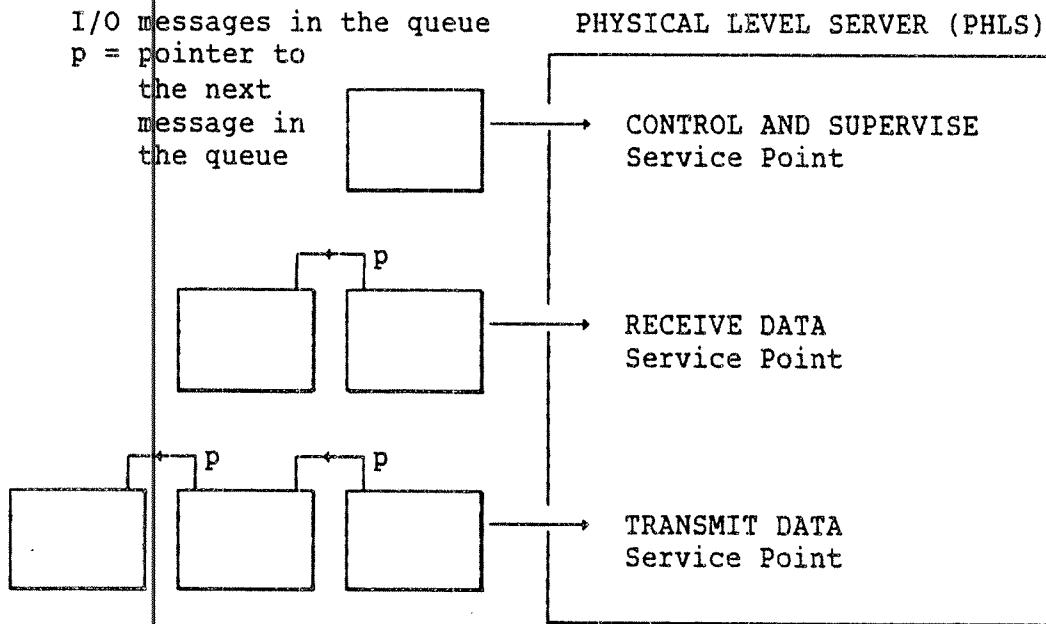 I/O messages in the queue
p = pointer to
the next
message in
the queue
PHYSICAL LEVEL SERVER (PHLS)
CONTROL AND SUPERVISE
Service Point
p
RECEIVE DATA
Service Point
p
p
TRANSMIT DATA
Service Point